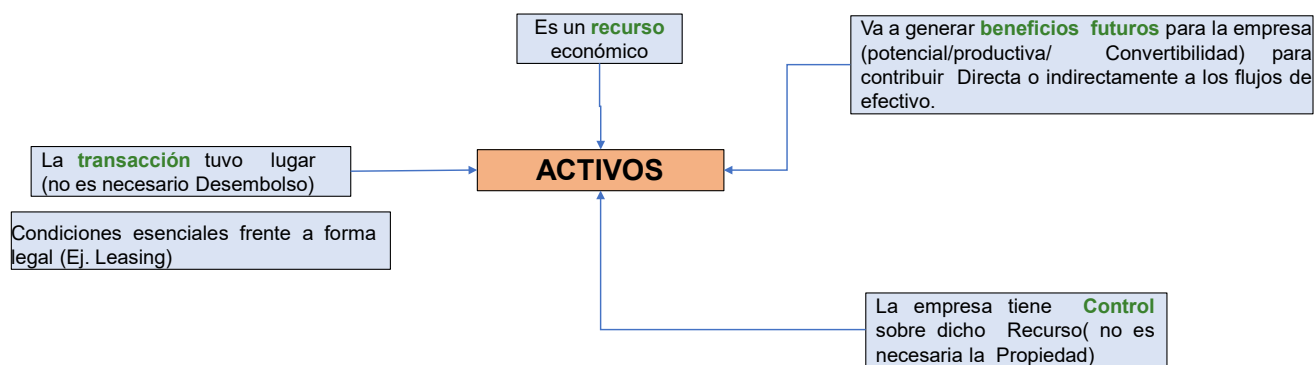 Es un recurso
económico
Va a generar beneficios futuros para la empresa
(potencial/productiva/ Convertibilidad) para
contribuir Directa o indirectamente a los flujos de
efectivo.
La transacción tuvo lugar
(no es necesario Desembolso)
ACTIVOS
Condiciones esenciales frente a forma
legal (Ej. Leasing)
La empresa tiene Control
sobre dicho Recurso( no es
necesaria la Propiedad)